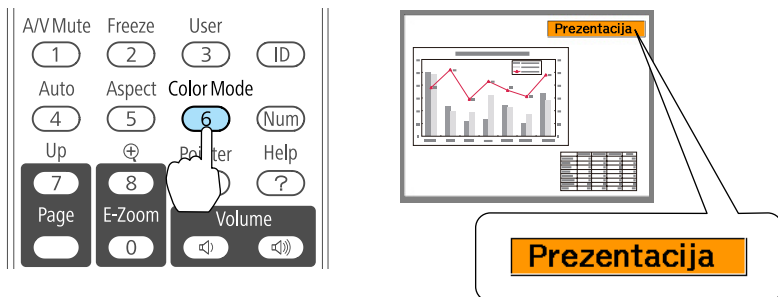 A/V Mute Freeze User
1 2 3 ID
Auto Aspect Color Mode
4 5 6 Num
Up Help
7 8 ?
Page E-Zoom Volume
0
Prezentacija
Prezentacija